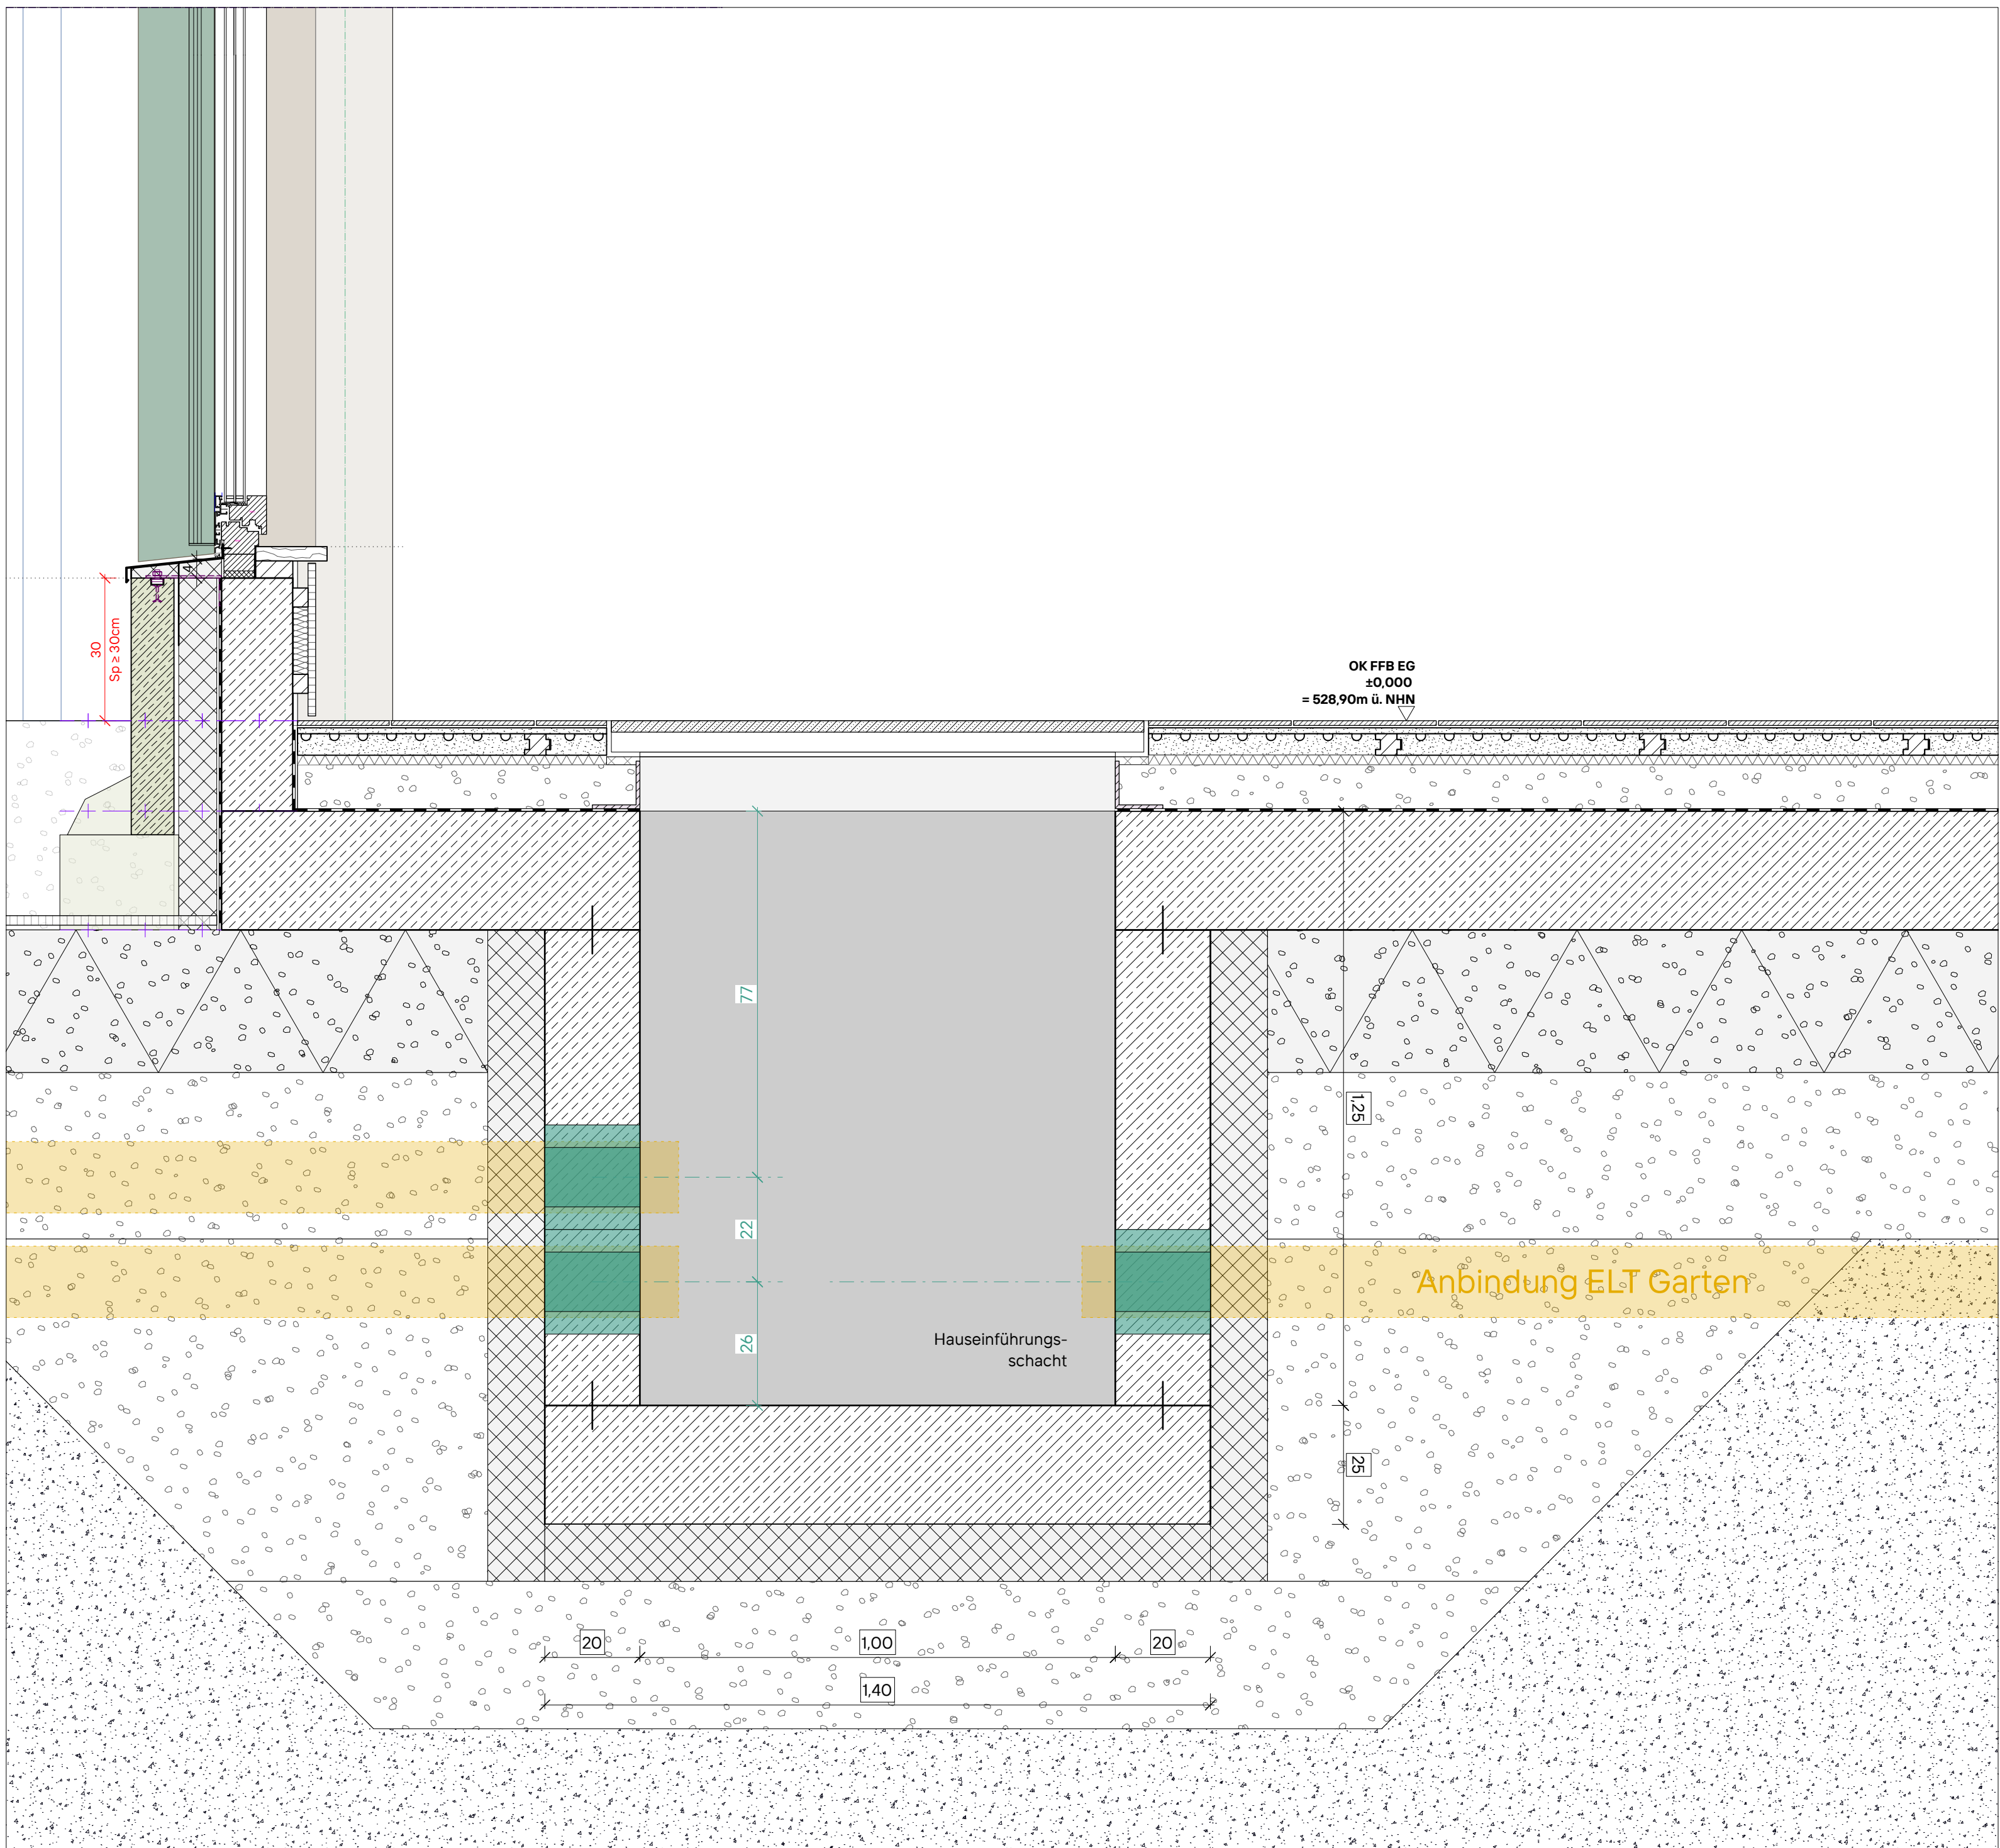 4
30
Sp ≥ 30cm
OK FFB EG
±0,000
= 528,90m ü. NHN
77
1,25
22
Anbindung ELT Garten
26
Hauseinführungs-
schacht
25
20
1,00
20
1,40